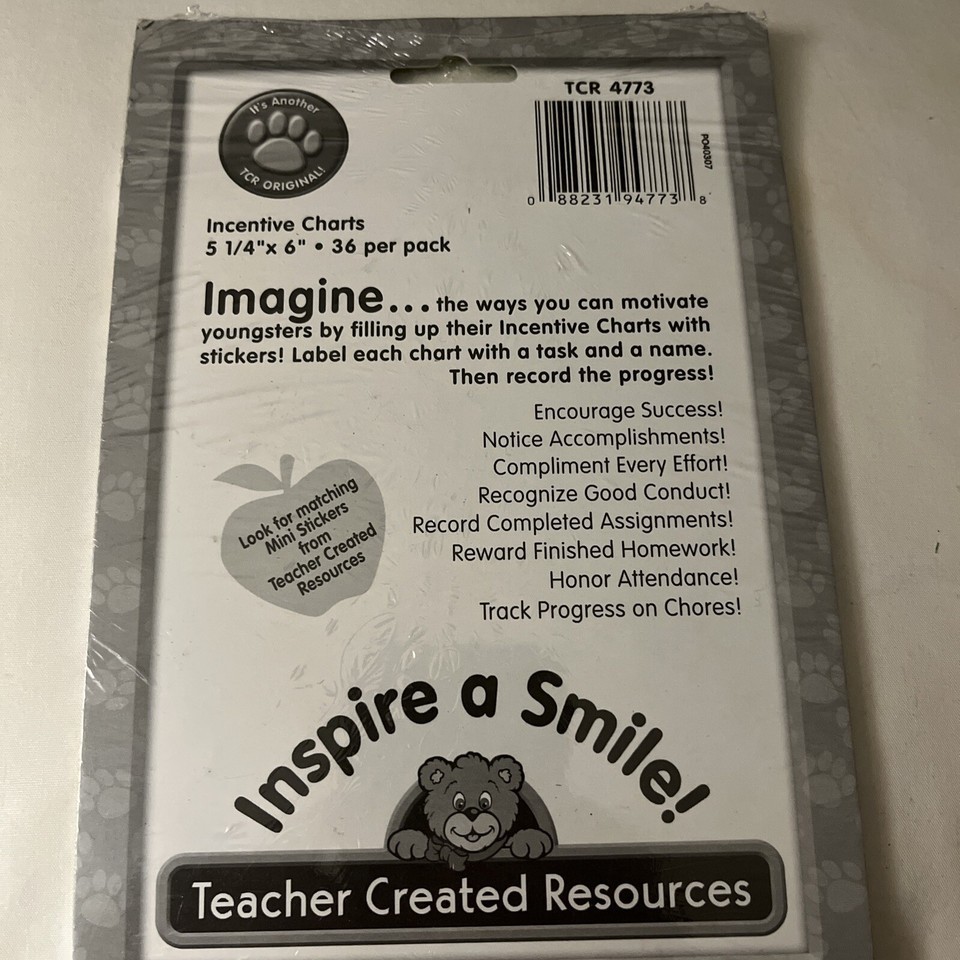 It's Another
TCR ORIGINAL!
TCR 4773
PO40307
0 88231 94773 8
Incentive Charts
5 1/4"x 6" • 36 per pack
Imagine... the ways you can motivate
youngsters by filling up their Incentive Charts with
stickers! Label each chart with a task and a name.
Then record the progress!
Encourage Success!
Notice Accomplishments!
Compliment Every Effort!
Recognize Good Conduct!
Record Completed Assignments!
Reward Finished Homework!
Honor Attendance!
Track Progress on Chores!
Look for matching
Mini Stickers
from
Teacher Created
Resources
Inspire a Smile!
Teacher Created Resources